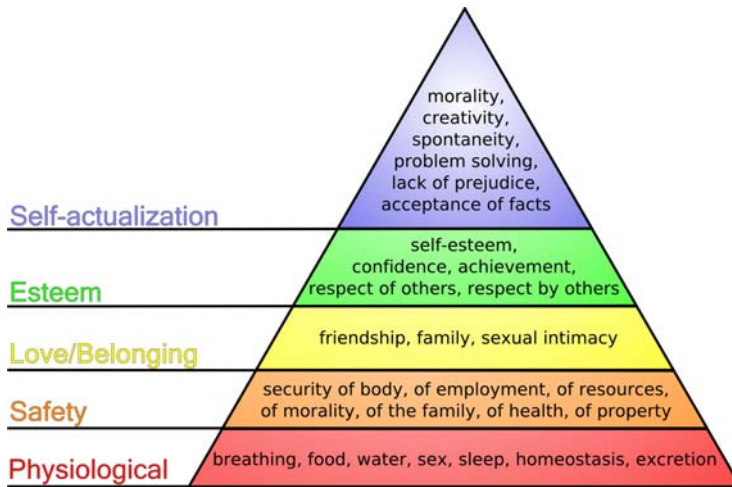 morality,
creativity,
spontaneity,
problem solving,
lack of prejudice,
acceptance of facts
Self-actualization
self-esteem,
confidence, achievement,
respect of others, respect by others
Esteem
friendship, family, sexual intimacy
Love/Belonging
security of body, of employment, of resources,
of morality, of the family, of health, of property
Safety
breathing, food, water, sex, sleep, homeostasis, excretion
Physiological